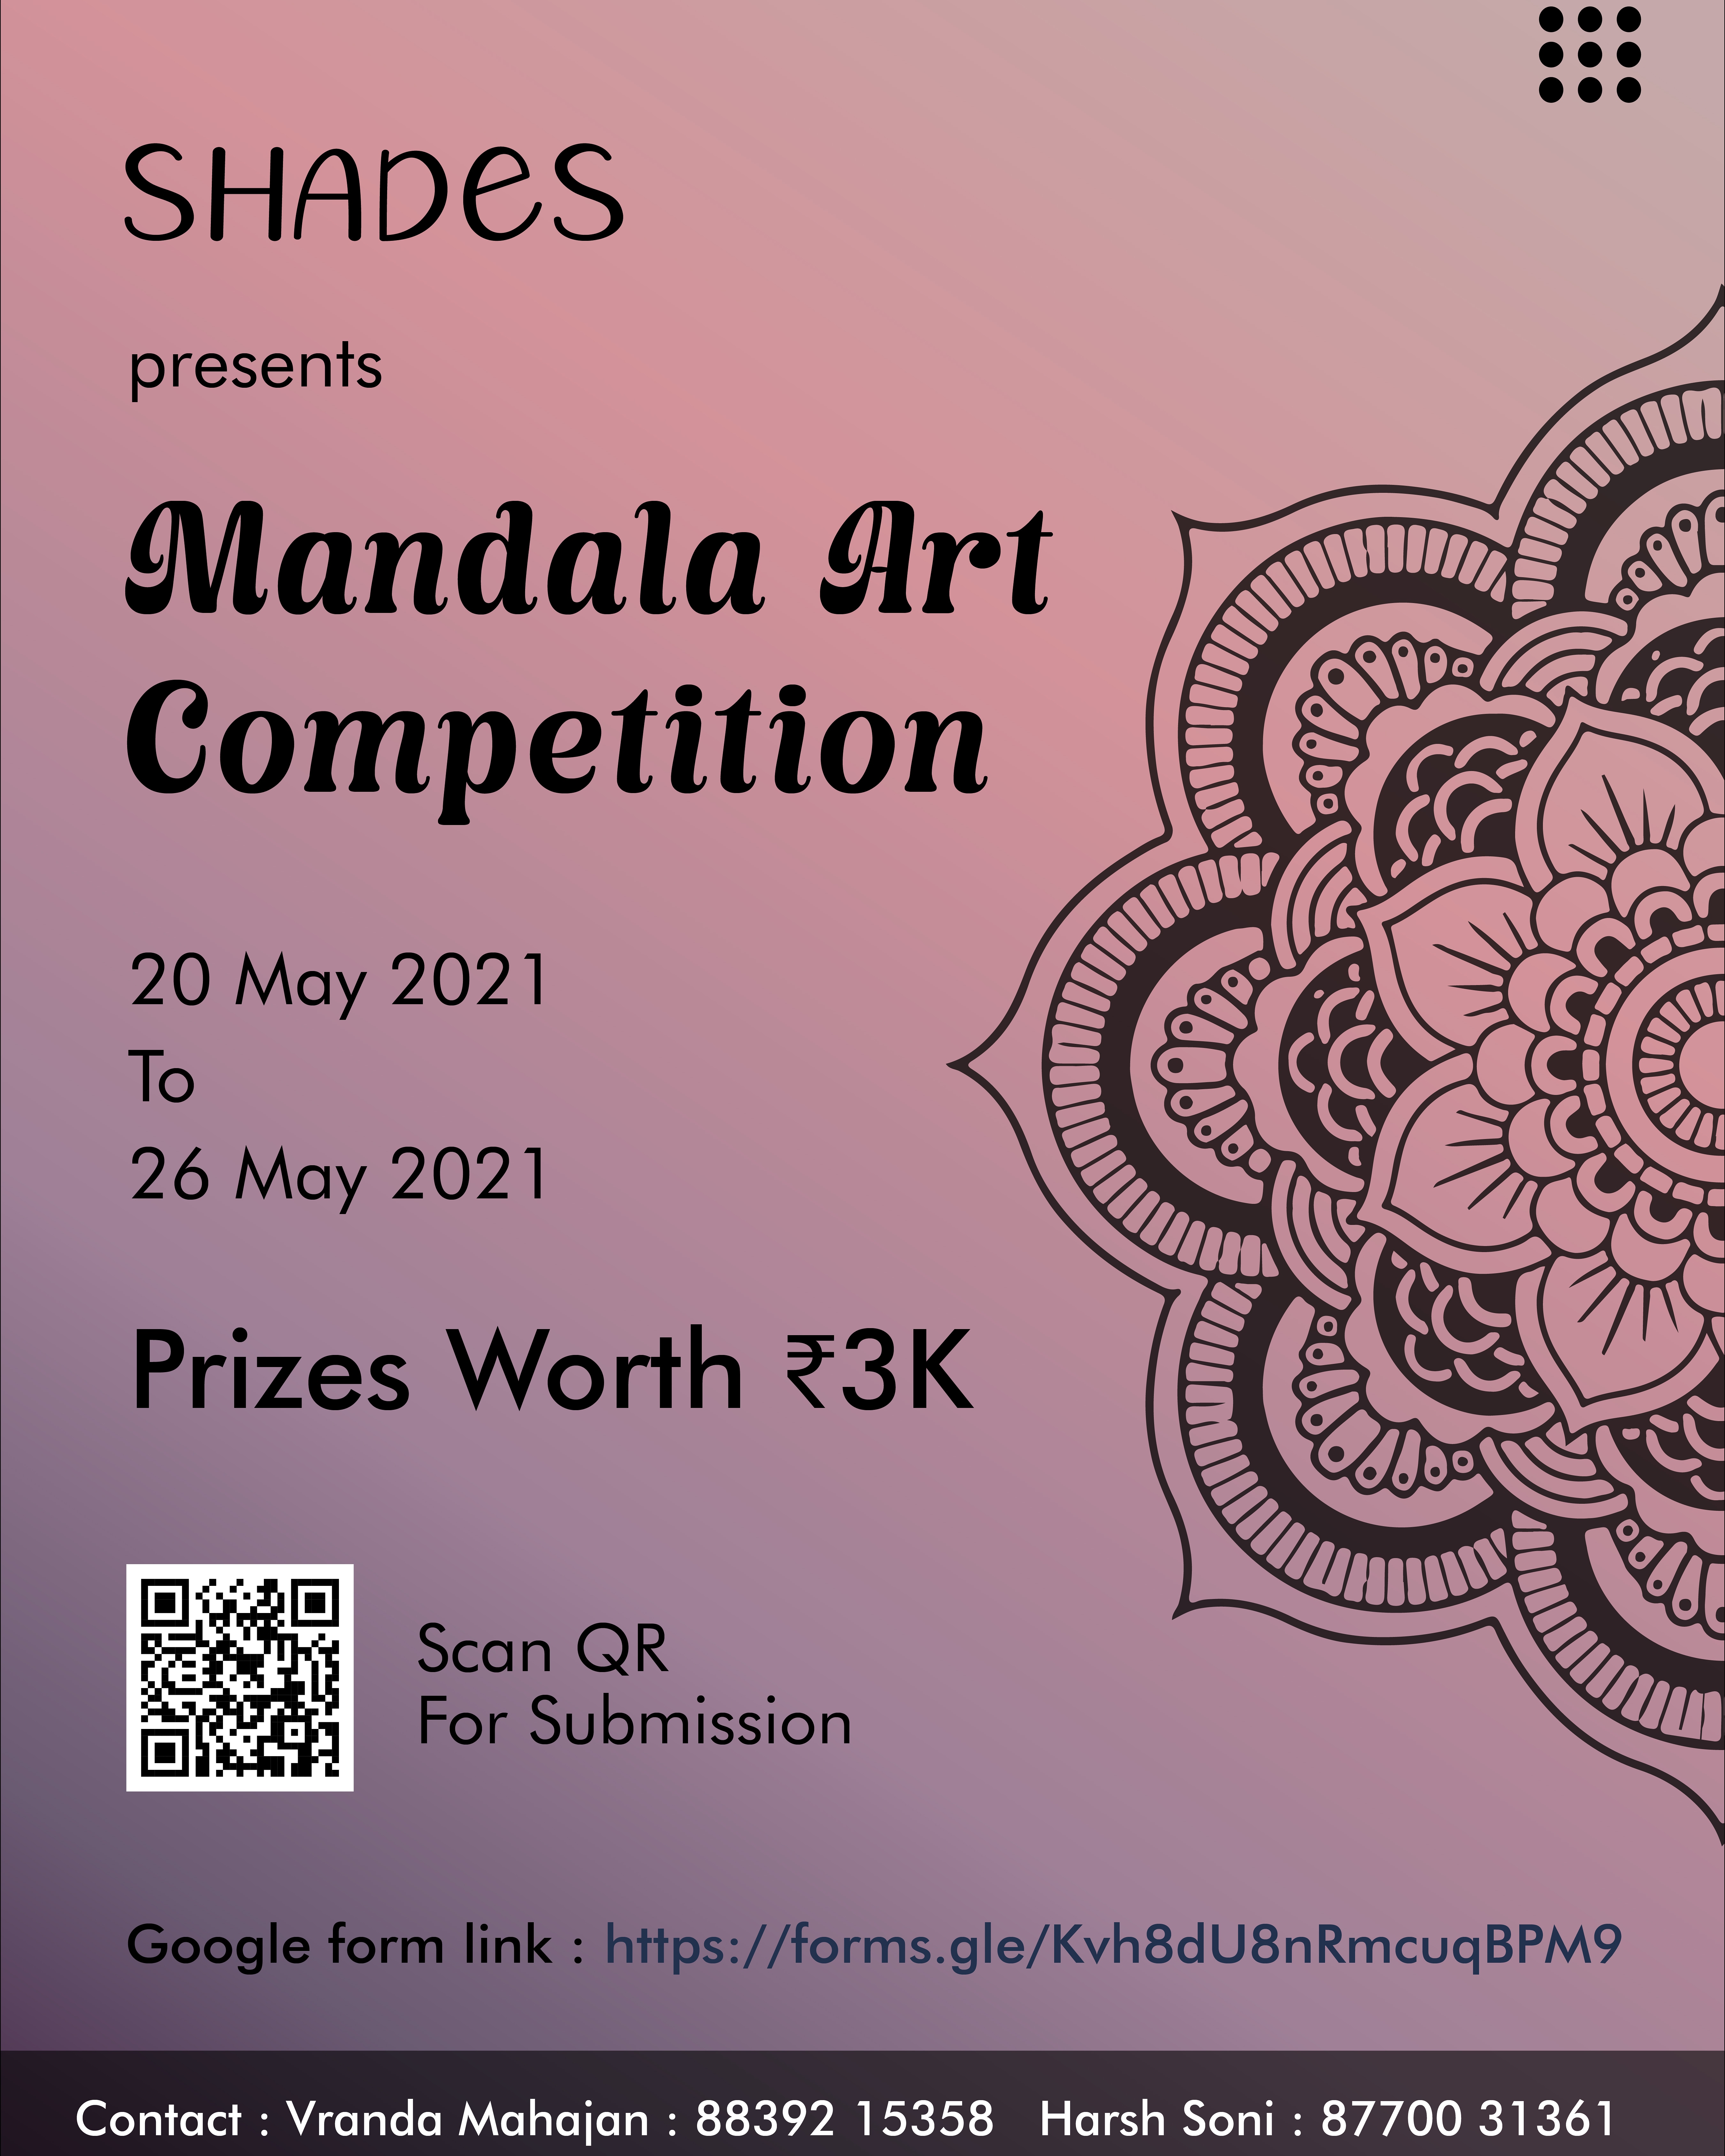 SHADeS
presents
Mandala Art
Competition
20 May 2021
To
26 May 2021
Prizes Worth ₹3K
Scan QR
For Submission
Google form link : https://forms.gle/Kvh8dU8nRmcuqBPM9
Contact : Vranda Mahajan : 88392 15358 Harsh Soni : 87700 31361